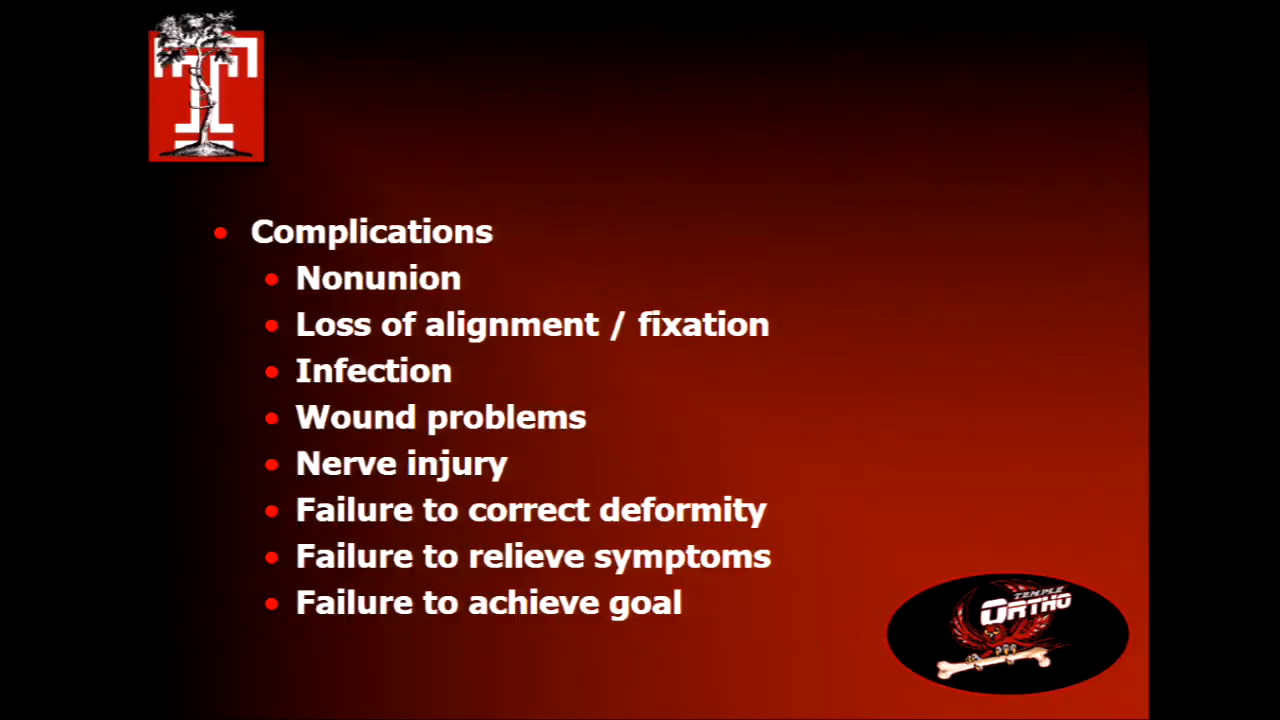 Complications
Nonunion
Loss of alignment / fixation
Infection
Wound problems
Nerve injury
Failure to correct deformity
Failure to relieve symptoms
Failure to achieve goal
TEMPLE
ORTHO